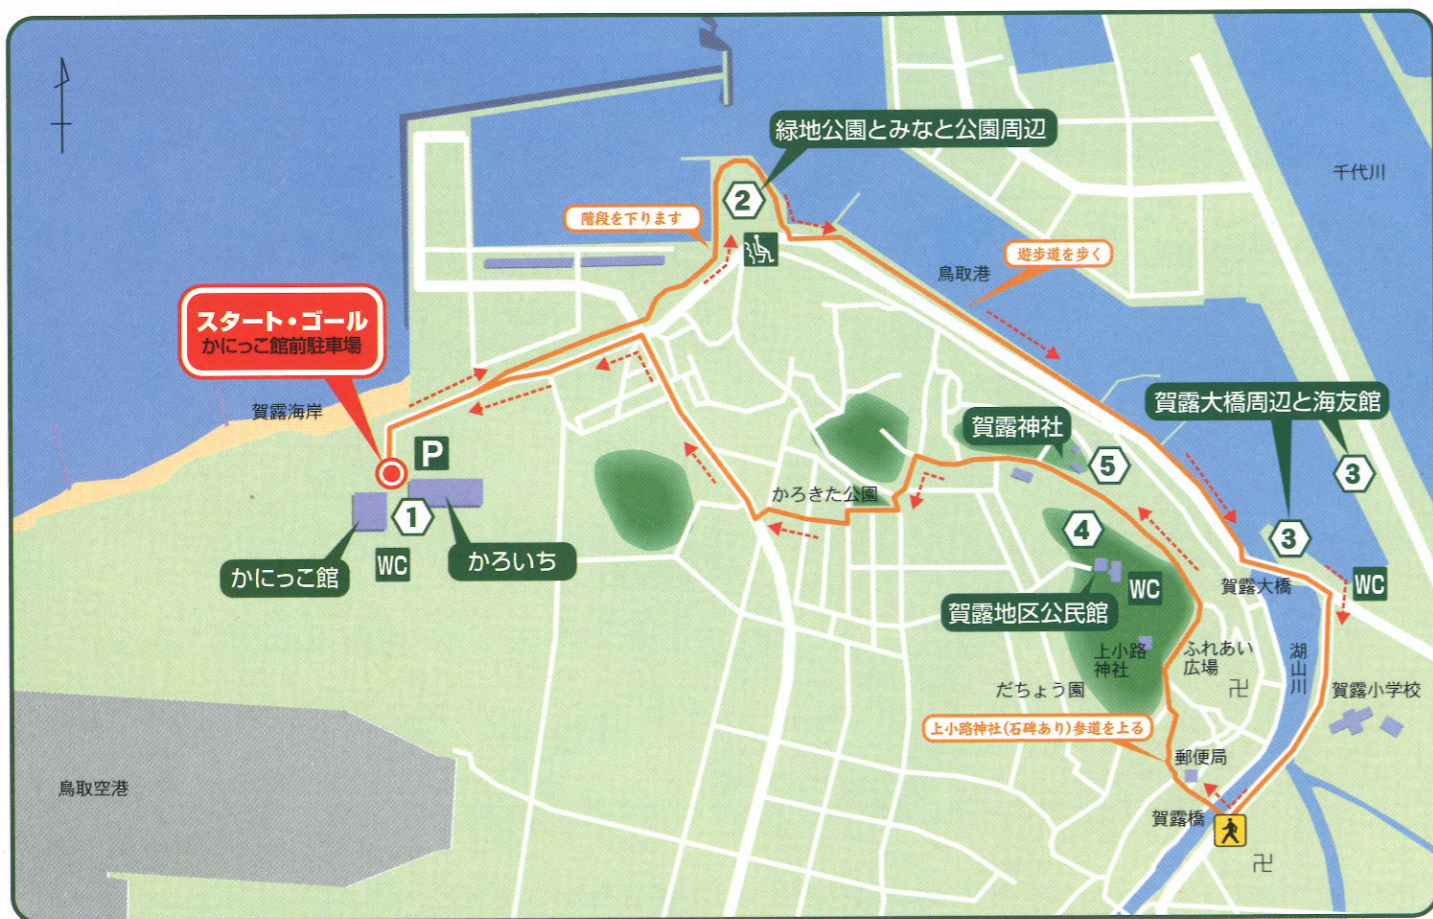 緑地公園とみなと公園周辺
千代川
2
階段を下ります
遊歩道を歩く
鳥取港
スタート・ゴール
かにっこ館前駐車場
賀露海岸
賀露大橋周辺と海友館
P
賀露神社
5
3
かろきた公園
1
4
3
かにっこ館
WC
かろいち
賀露大橋
WC
WC
賀露地区公民館
上小路
神社
ふれあい
広場
湖山川
だちょう園
卍
賀露小学校
上小路神社(石碑あり)参道を上る
郵便局
鳥取空港
賀露橋
卍